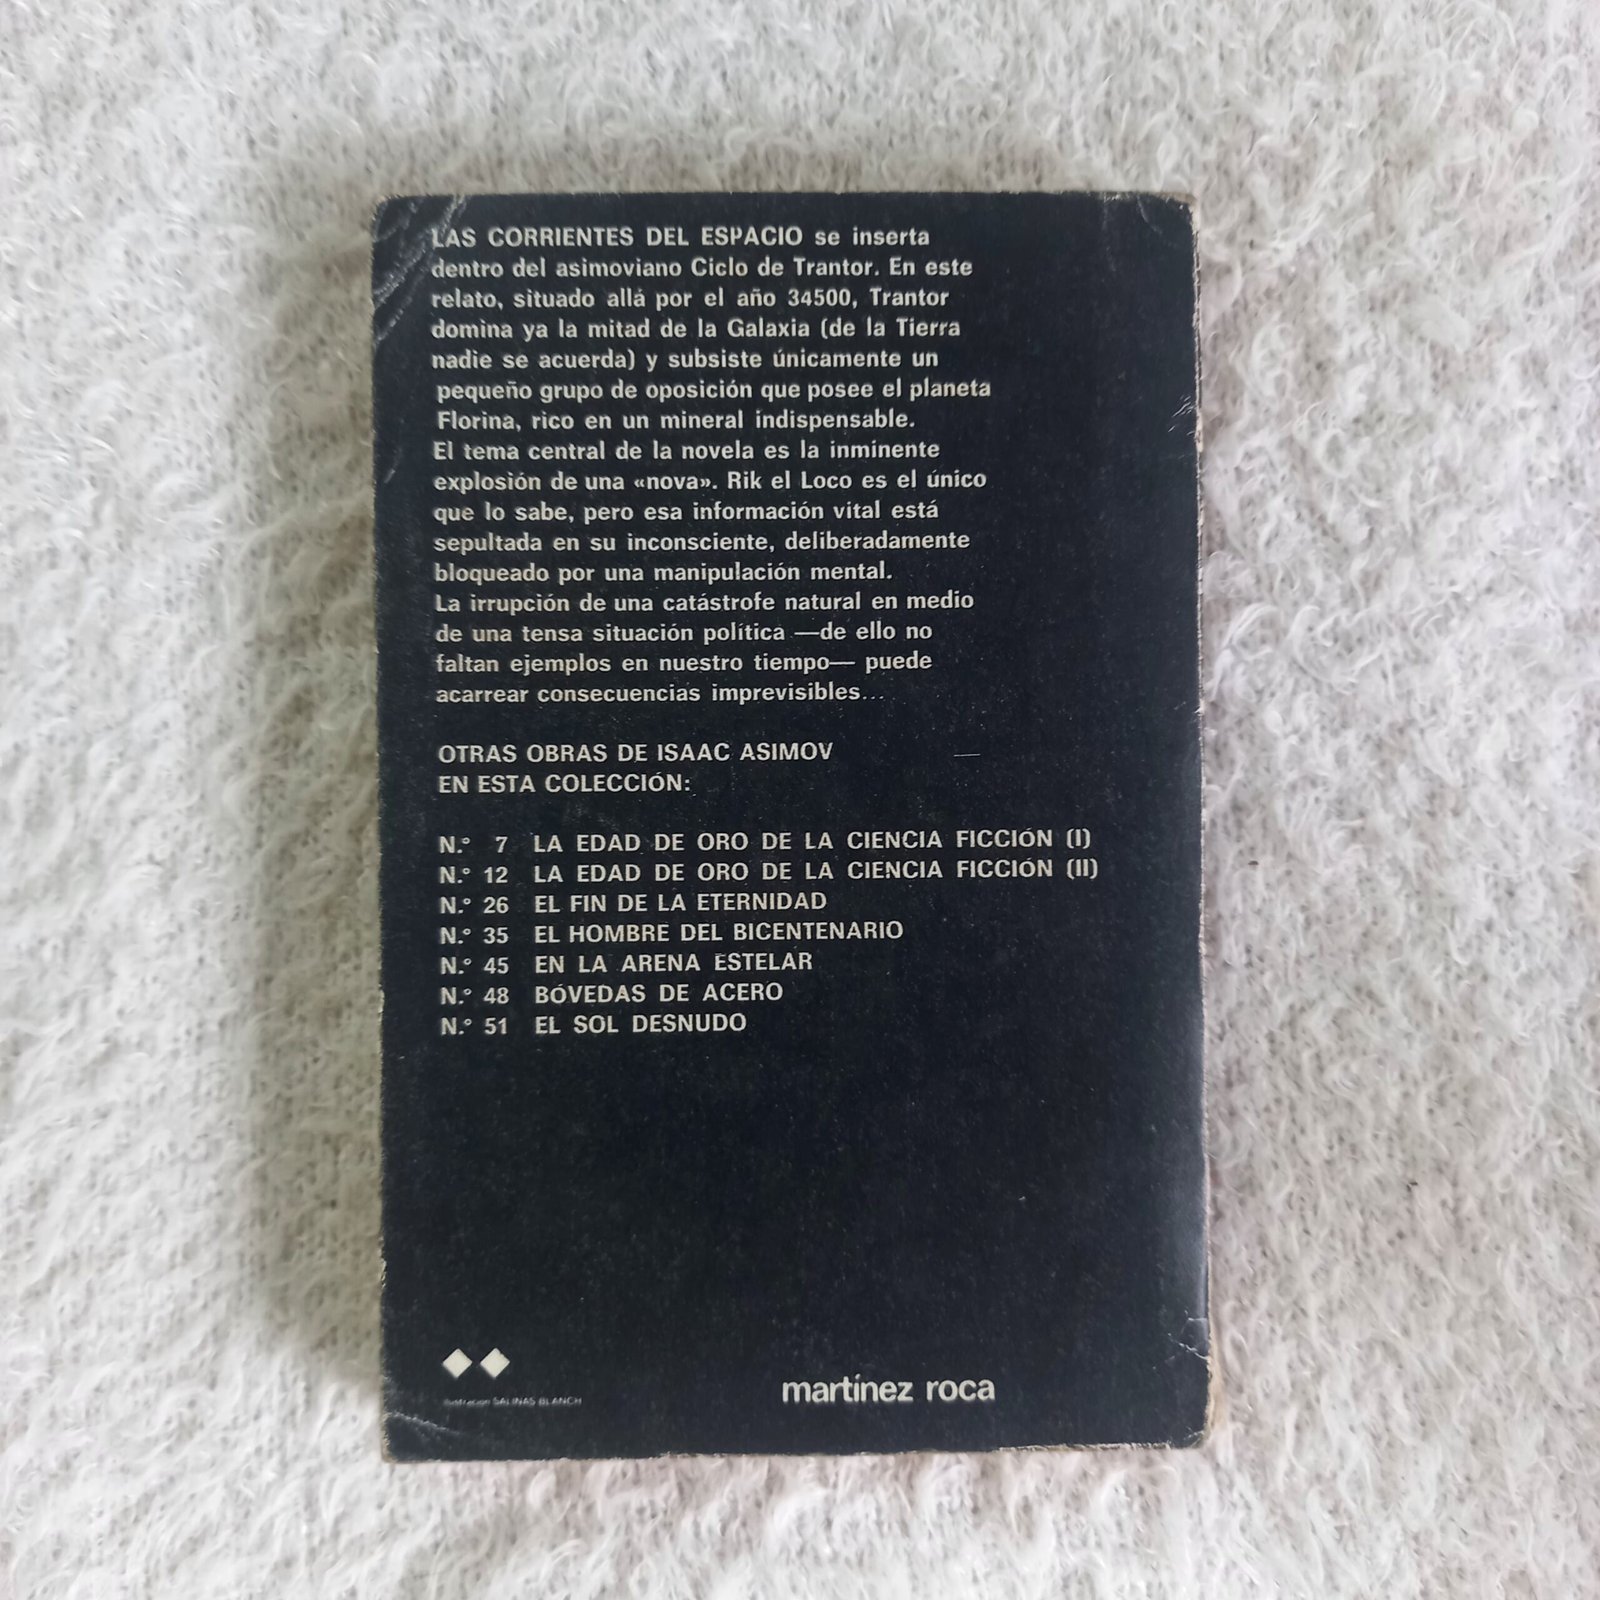 LAS CORRIENTES DEL ESPACIO se inserta
dentro del asimoviano Ciclo de Trantor. En este
relato, situado allá por el año 34500, Trantor
domina ya la mitad de la Galaxia (de la Tierra
nadie se acuerda) y subsiste únicamente un
pequeño grupo de oposición que posee el planeta
Florina, rico en un mineral indispensable.
El tema central de la novela es la inminente
explosión de una «nova». Rik el Loco es el único
que lo sabe, pero esa información vital está
sepultada en su inconsciente, deliberadamente
bloqueado por una manipulación mental.
La irrupción de una catástrofe natural en medio
de una tensa situación política —de ello no
faltan ejemplos en nuestro tiempo— puede
acarrear consecuencias imprevisibles...
OTRAS OBRAS DE ISAAC ASIMOV
EN ESTA COLECCIÓN:
N.° 7 LA EDAD DE ORO DE LA CIENCIA FICCIÓN (I)
N.° 12 LA EDAD DE ORO DE LA CIENCIA FICCIÓN (II)
N.° 26 EL FIN DE LA ETERNIDAD
N.° 35 EL HOMBRE DEL BICENTENARIO
N.° 45 EN LA ARENA ESTELAR
N.° 48 BÓVEDAS DE ACERO
N.° 51 EL SOL DESNUDO
Ilustración SALINAS BLANCH
martínez roca